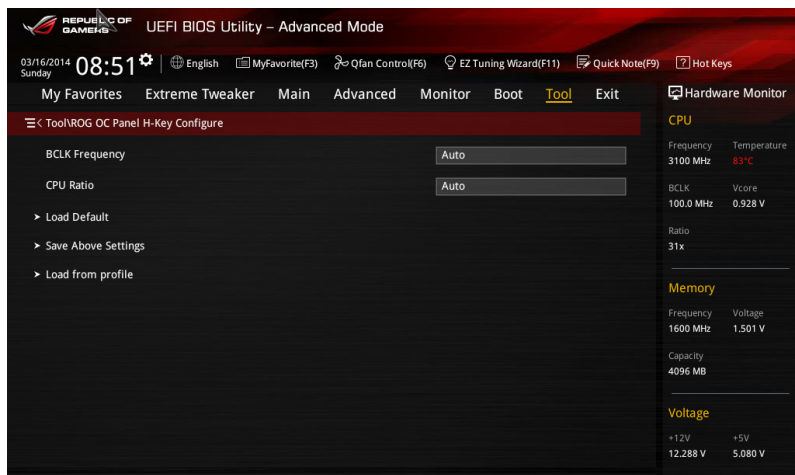 REPUBLIC OF
GAMERS
UEFI BIOS Utility – Advanced Mode
03/16/2014
Sunday
08:51
English
MyFavorite(F3)
Qfan Control(F6)
EZ Tuning Wizard(F11)
Quick Note(F9)
? Hot Keys
My Favorites
Extreme Tweaker
Main
Advanced
Monitor
Boot
Tool
Exit
Hardware Monitor
Tool\ROG OC Panel H-Key Configure
BCLK Frequency
Auto
CPU Ratio
Auto
> Load Default
> Save Above Settings
> Load from profile
CPU
Frequency Temperature
3100 MHz 83°C
BCLK Vcore
100.0 MHz 0.928 V
Ratio
31x
Memory
Frequency Voltage
1600 MHz 1.501 V
Capacity
4096 MB
Voltage
+12V +5V
12.288 V 5.080 V